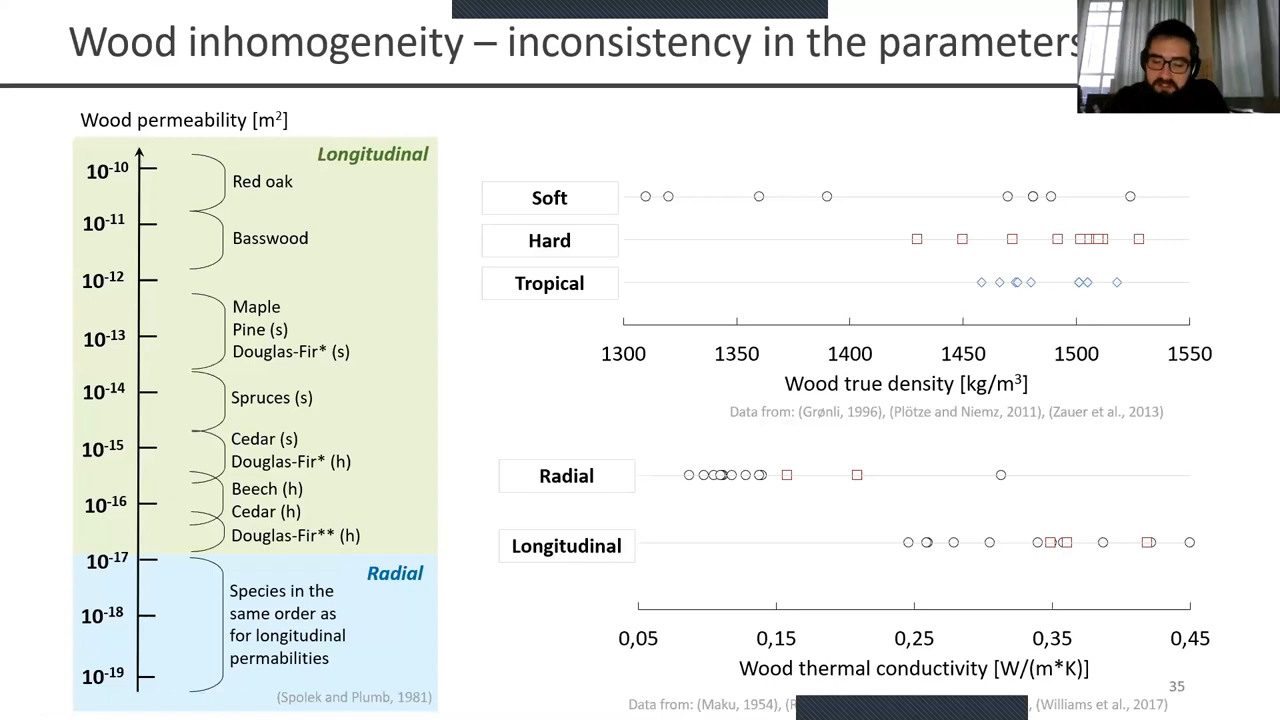 Wood inhomogeneity – inconsistency in the parameters
Wood permeability [m²]
Longitudinal
10⁻¹⁰
Red oak
10⁻¹¹
Basswood
10⁻¹²
Maple
Pine (s)
10⁻¹³
Douglas-Fir* (s)
10⁻¹⁴
Spruces (s)
Cedar (s)
10⁻¹⁵
Douglas-Fir* (h)
Beech (h)
10⁻¹⁶
Cedar (h)
Douglas-Fir** (h)
10⁻¹⁷
Radial
Species in the
same order as
10⁻¹⁸
for longitudinal
permabilities
10⁻¹⁹
(Spolek and Plumb, 1981)
Soft
Hard
Tropical
1300 1350 1400 1450 1500 1550
Wood true density [kg/m³]
Data from: (Grønli, 1996), (Plötze and Niemz, 2011), (Zauer et al., 2013)
Radial
Longitudinal
0,05 0,15 0,25 0,35 0,45
Wood thermal conductivity [W/(m*K)]
35
Data from: (Maku, 1954), (Williams et al., 2017)